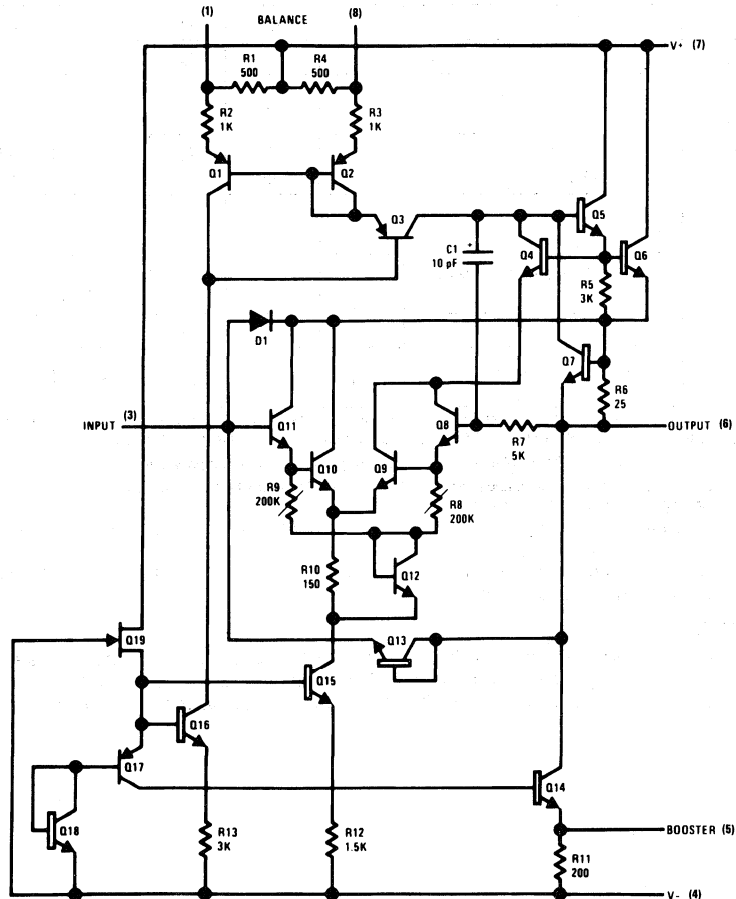 (1)
(8)
BALANCE
V+ (7)
R1
500
R4
500
R2
1K
R3
1K
Q1
Q2
Q3
Q5
C1
+
10 pF
Q4
Q6
R5
3K
D1
Q7
R6
25
INPUT (3)
Q11
Q8
OUTPUT (6)
R7
5K
Q10
Q9
R9
200K
R8
200K
R10
150
Q12
Q19
Q13
Q15
Q16
Q17
Q14
Q18
BOOSTER (5)
R13
3K
R12
1.5K
R11
200
V- (4)